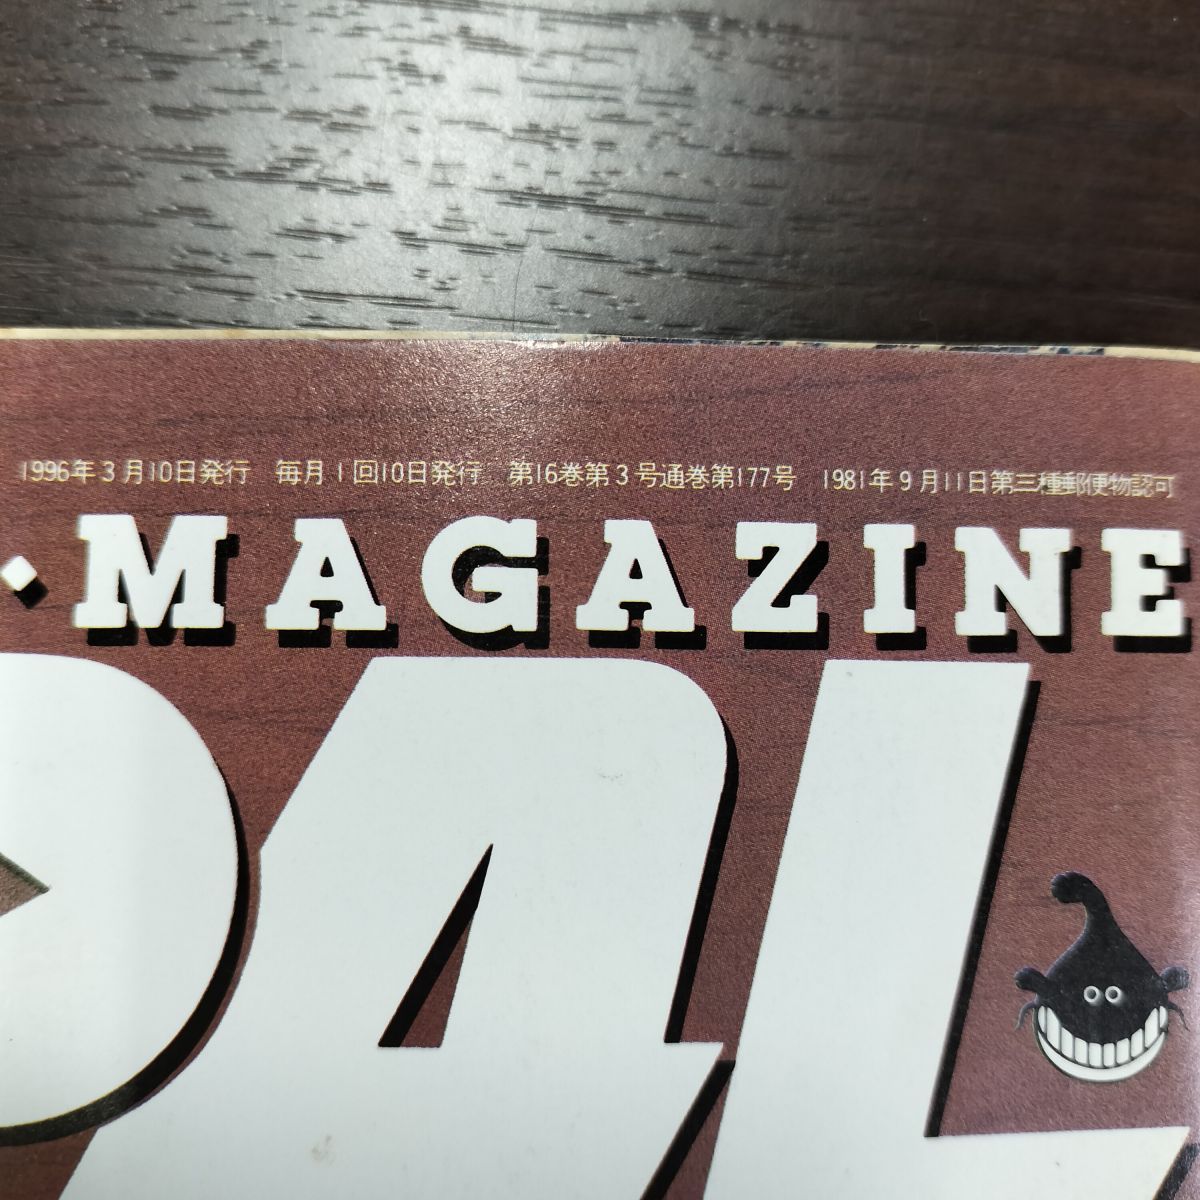 1996年3月10日発行 毎月1回10日発行 第16巻第3号通巻第177号 1981年9月11日第三種郵便物認可
・MAGAZINE
DAL